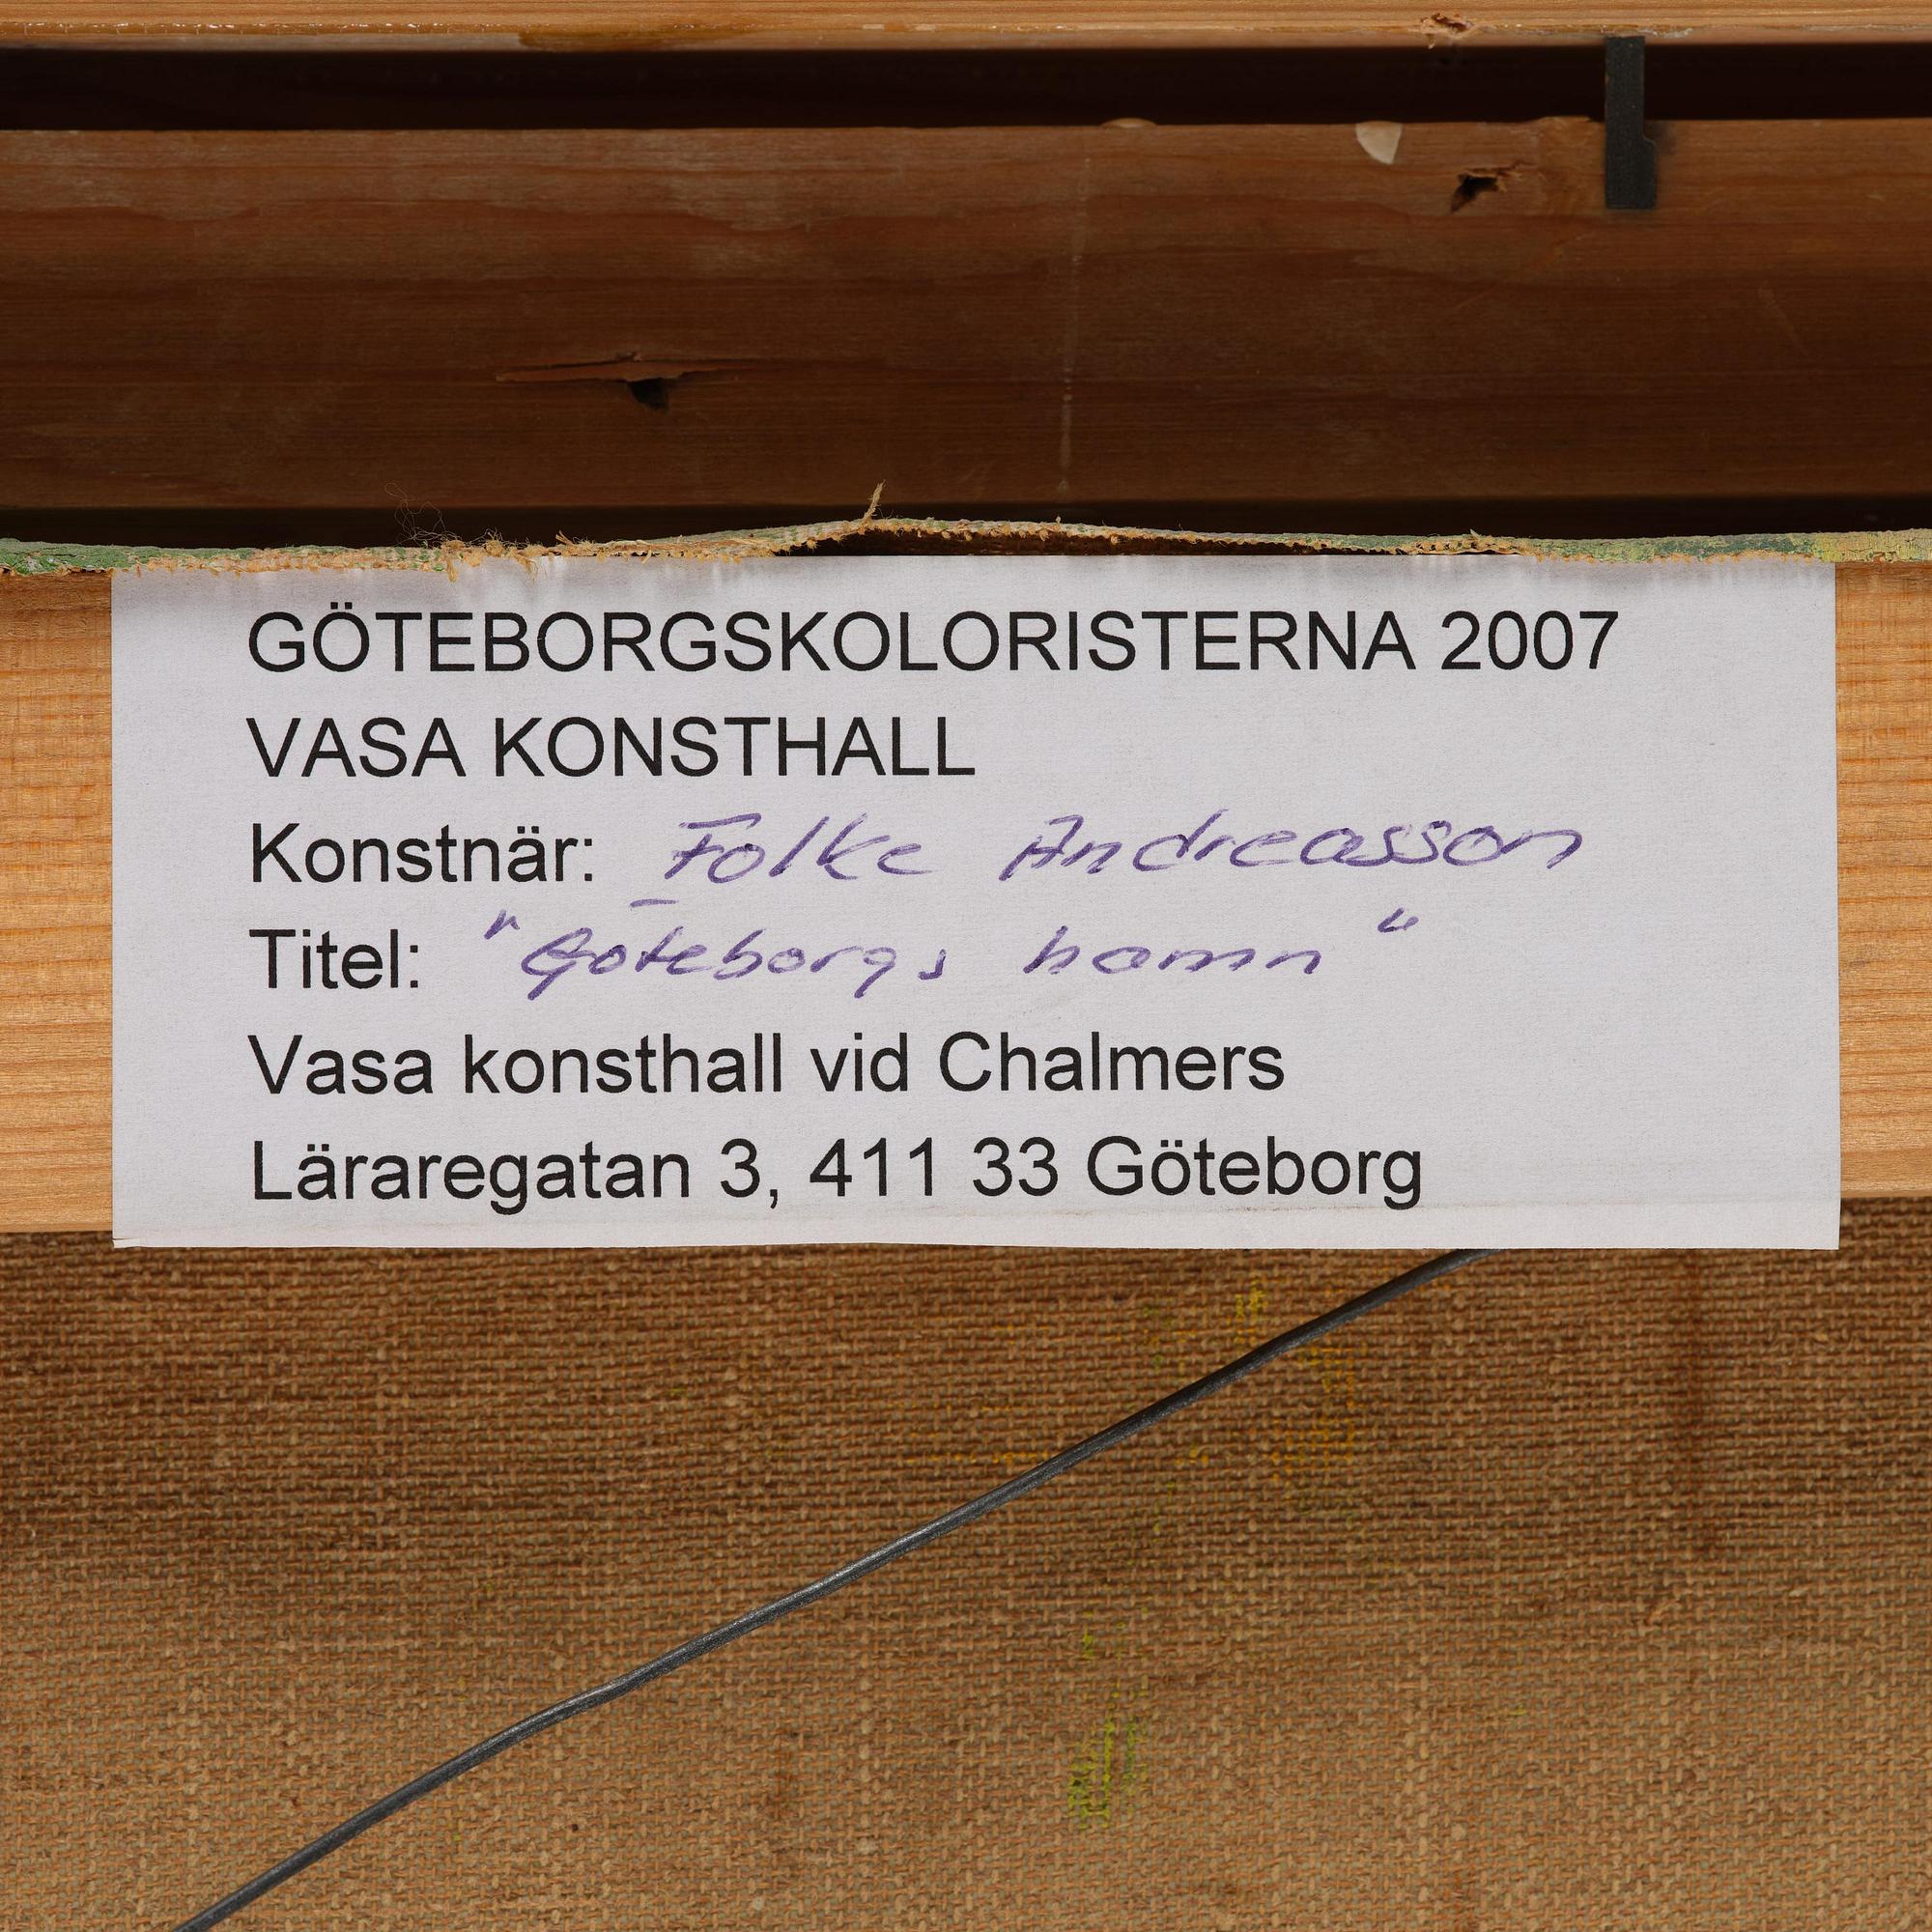 GÖTEBORGSKOLORISTERNA 2007
VASA KONSTHALL
Konstnär: Folke Andreasson
Titel: "Göteborgs hamn"
Vasa konsthall vid Chalmers
Läraregatan 3, 411 33 Göteborg